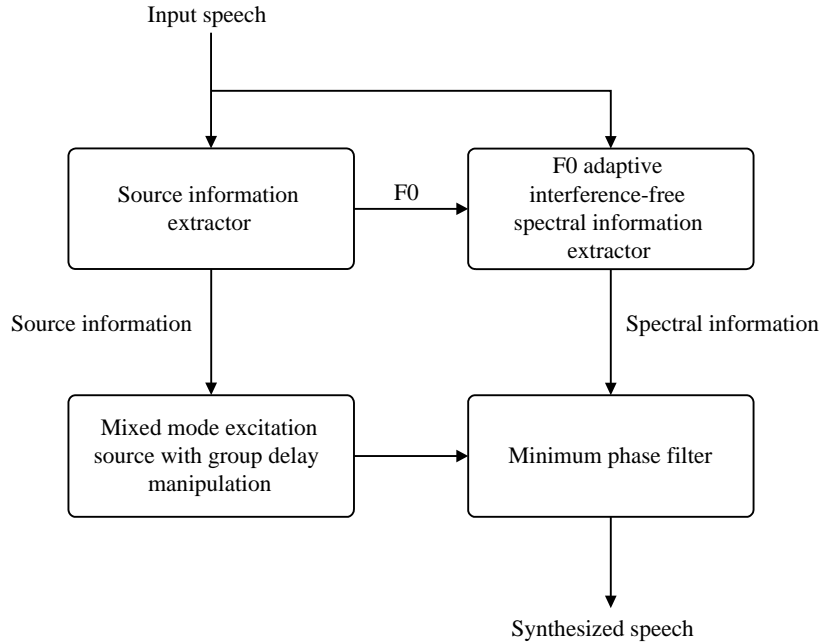 Input speech
Source information
extractor
F0
F0 adaptive
interference-free
spectral information
extractor
Source information
Spectral information
Mixed mode excitation
source with group delay
manipulation
Minimum phase filter
Synthesized speech